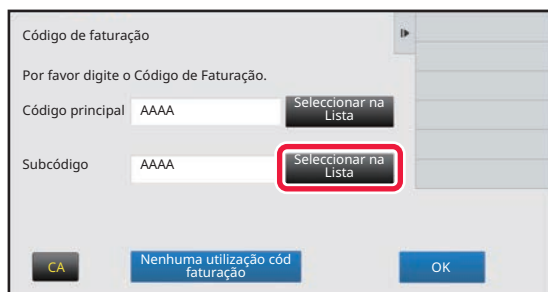 Código de faturação
Por favor digite o Código de Faturação.
Código principal AAAA Seleccionar na
Lista
Subcódigo AAAA Seleccionar na
Lista
CA Nenhuma utilização cód
faturação OK